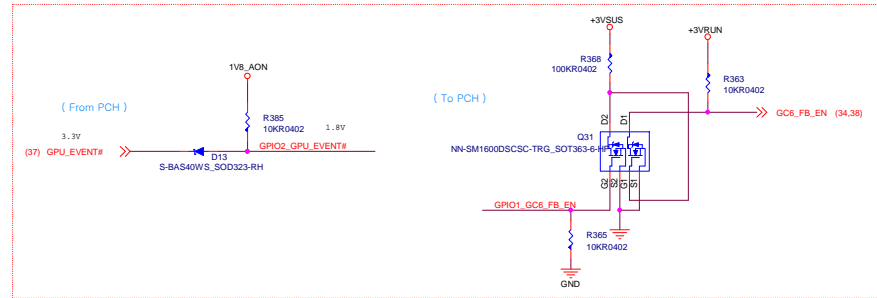 +3VSUS
+3VRUN
1V8_AON
R368
100KR0402
R363
10KR0402
( From PCH )
( To PCH )
R385
10KR0402
GC6_FB_EN (34,38)
3.3V
1.8V
D2
D1
Q31
(37) GPU_EVENT#
GPIO2_GPU_EVENT#
D13
S-BAS40WS_SOD323-RH
NN-SM1600DSCSC-TRG_SOT363-6-HF
G2
S2
G1
S1
GPIO1_GC6_FB_EN
R365
10KR0402
GND